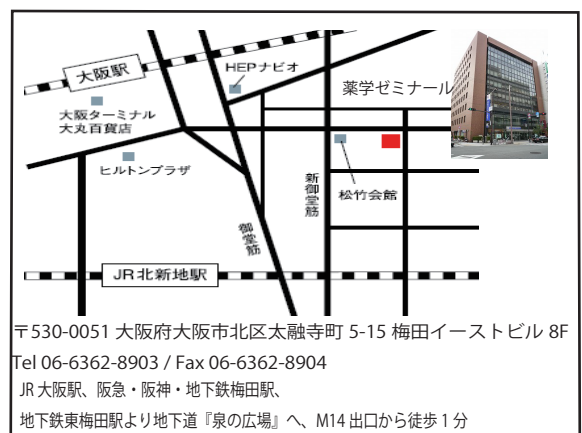 大阪駅
HEPナビオ
薬学ゼミナール
大阪ターミナル
大丸百貨店
ヒルトンプラザ
松竹会館
新御堂筋
御堂筋
JR北新地駅
〒530-0051 大阪府大阪市北区太融寺町 5-15 梅田イーストビル 8F
Tel 06-6362-8903 / Fax 06-6362-8904
JR 大阪駅、阪急・阪神・地下鉄梅田駅、
地下鉄東梅田駅より地下道『泉の広場』へ、M14 出口から徒歩 1 分